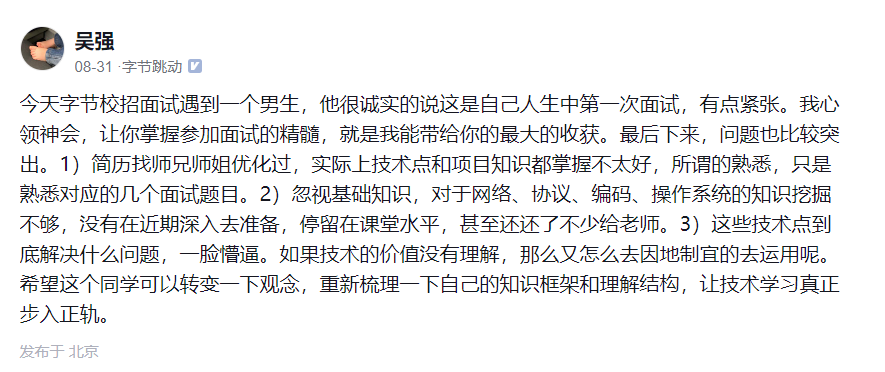 吴强
08-31 ·字节跳动
今天字节校招面试遇到一个男生，他很诚实的说这是自己人生中第一次面试，有点紧张。我心
领神会，让你掌握参加面试的精髓，就是我能带给你的最大的收获。最后下来，问题也比较突
出。1）简历找师兄师姐优化过，实际上技术点和项目知识都掌握不太好，所谓的熟悉，只是
熟悉对应的几个面试题目。2）忽视基础知识，对于网络、协议、编码、操作系统的知识挖掘
不够，没有在近期深入去准备，停留在课堂水平，甚至还还了不少给老师。3）这些技术点到
底解决什么问题，一脸懵逼。如果技术的价值没有理解，那么又怎么去因地制宜的去运用呢。
希望这个同学可以转变一下观念，重新梳理一下自己的知识框架和理解结构，让技术学习真正
步入正轨。
发布于 北京